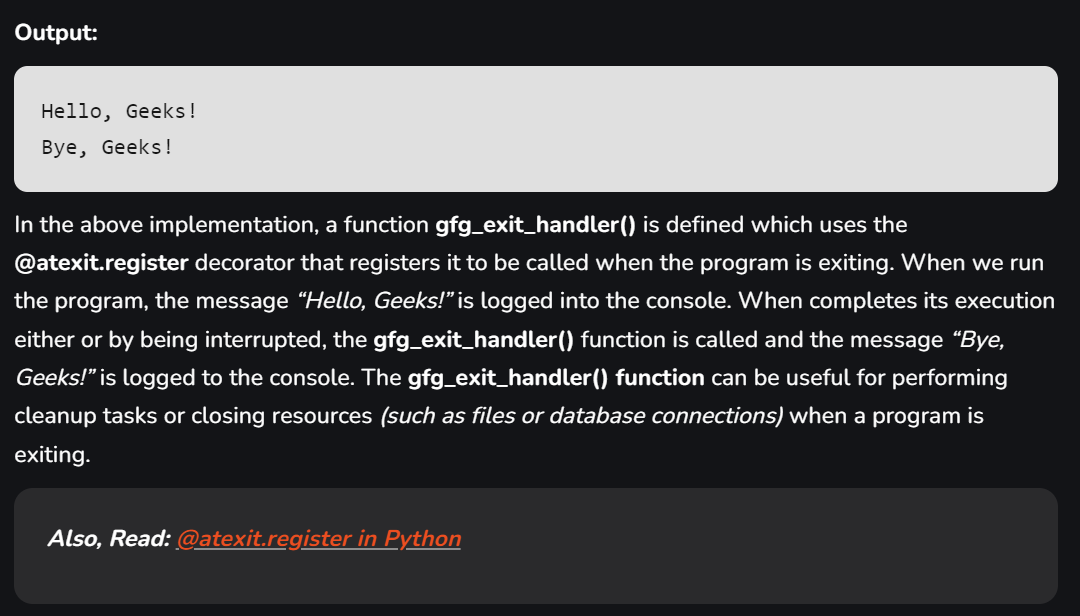 Output:
Hello, Geeks!
Bye, Geeks!
In the above implementation, a function gfg_exit_handler() is defined which uses the
@atexit.register decorator that registers it to be called when the program is exiting. When we run
the program, the message “Hello, Geeks!” is logged into the console. When completes its execution
either or by being interrupted, the gfg_exit_handler() function is called and the message “Bye,
Geeks!” is logged to the console. The gfg_exit_handler() function can be useful for performing
cleanup tasks or closing resources (such as files or database connections) when a program is
exiting.
Also, Read: @atexit.register in Python